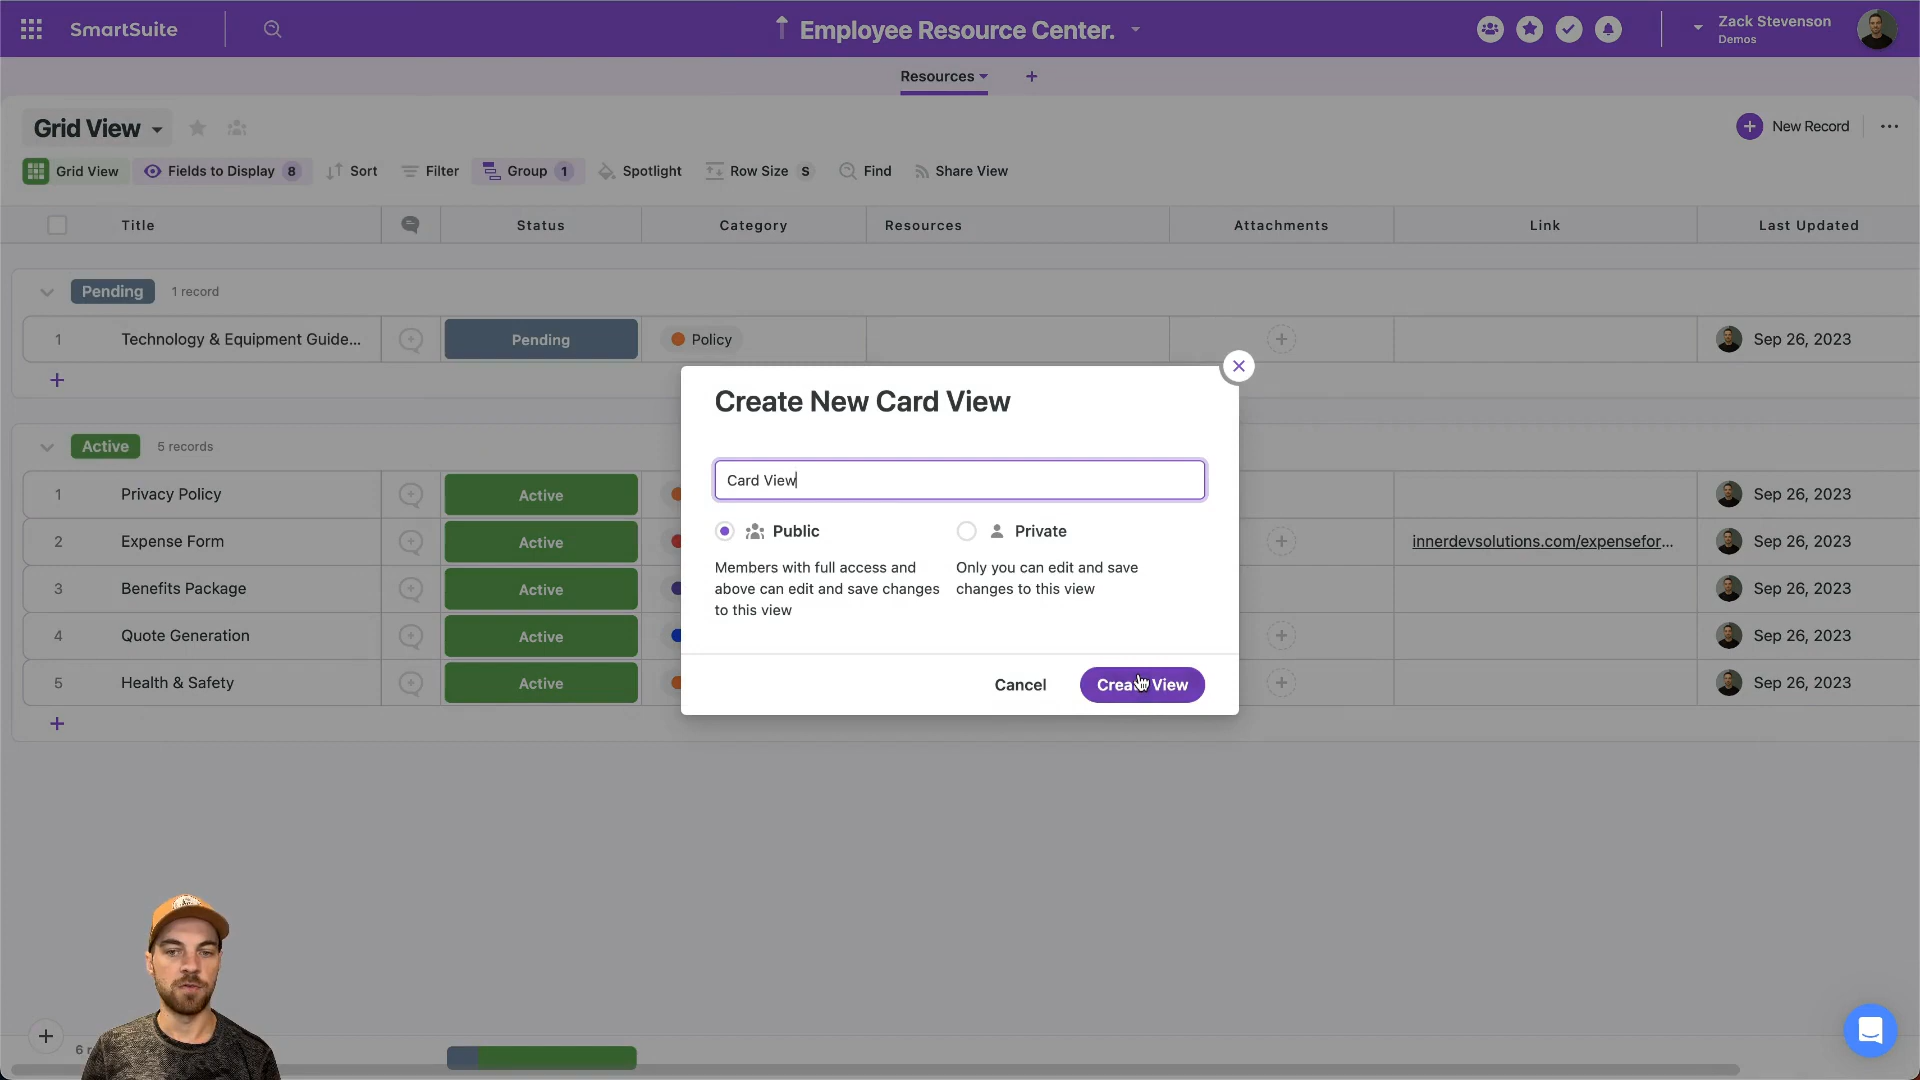 SmartSuite
Employee Resource Center.
Zack Stevenson
Demos
Resources
Grid View
New Record
Grid View
Fields to Display 8
Sort
Filter
Group 1
Spotlight
Row Size S
Find
Share View
Title
Status
Category
Resources
Attachments
Link
Last Updated
Pending 1 record
1 Technology & Equipment Guide... Pending Policy Sep 26, 2023
Active 5 records
1 Privacy Policy Active Sep 26, 2023
2 Expense Form Active innerdevsolutions.com/expensefor... Sep 26, 2023
3 Benefits Package Active Sep 26, 2023
4 Quote Generation Active Sep 26, 2023
5 Health & Safety Active Sep 26, 2023
Create New Card View
Card View
Public
Members with full access and
above can edit and save changes
to this view
Private
Only you can edit and save
changes to this view
Cancel
Create View
6